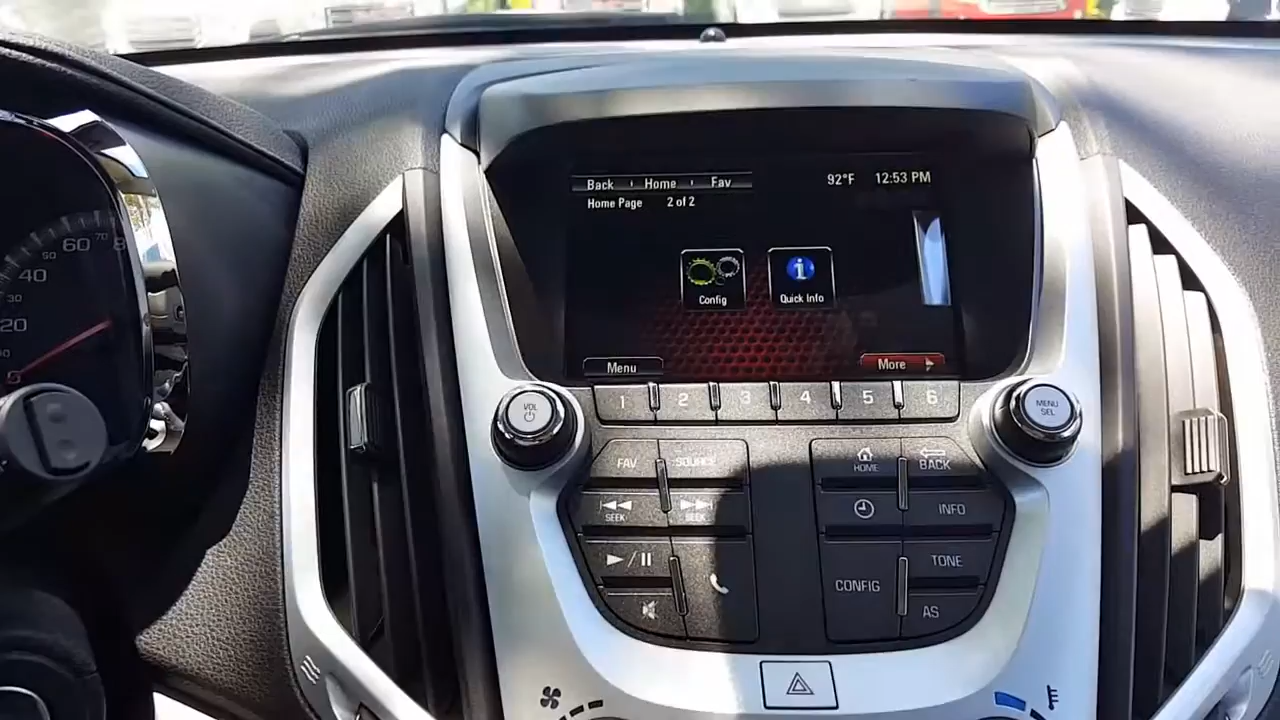 Back Home Fav 92°F 12:53 PM
Home Page 2 of 2
Config Quick Info
Menu More
60 70
50
40
30
20
1 2 3 4 5 6
VOL
MENU
SEL
FAV SOURCE
HOME BACK
SEEK SEEK
INFO
CONFIG TONE
AS